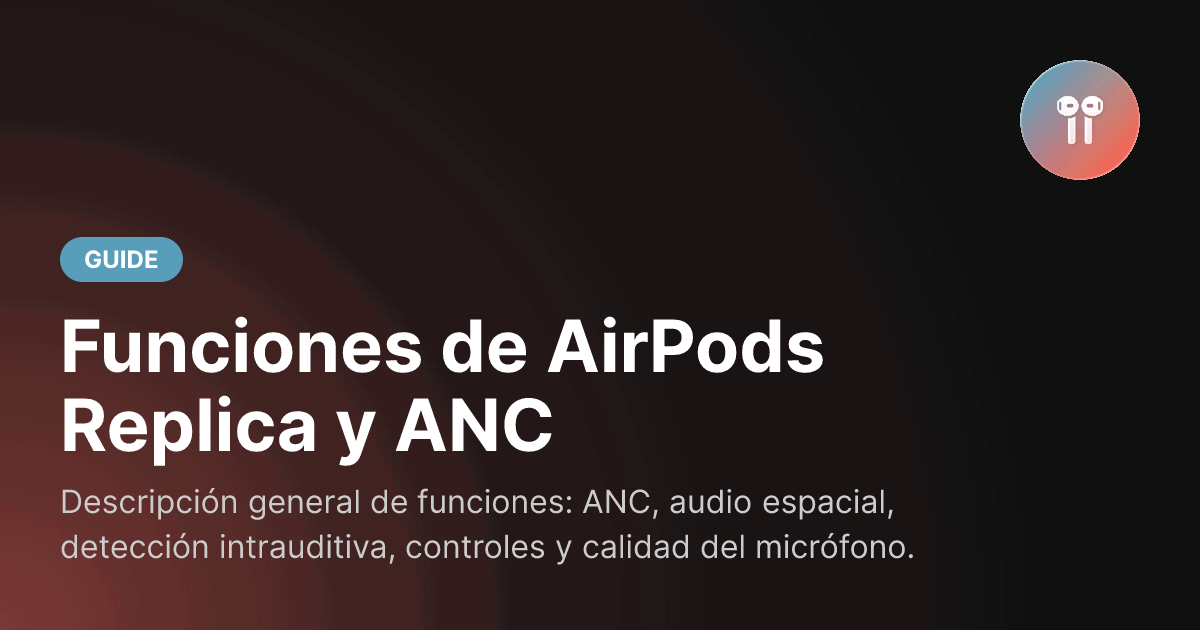 GUIDE
Funciones de AirPods
Replica y ANC
Descripción general de funciones: ANC, audio espacial,
detección intrauditiva, controles y calidad del micrófono.